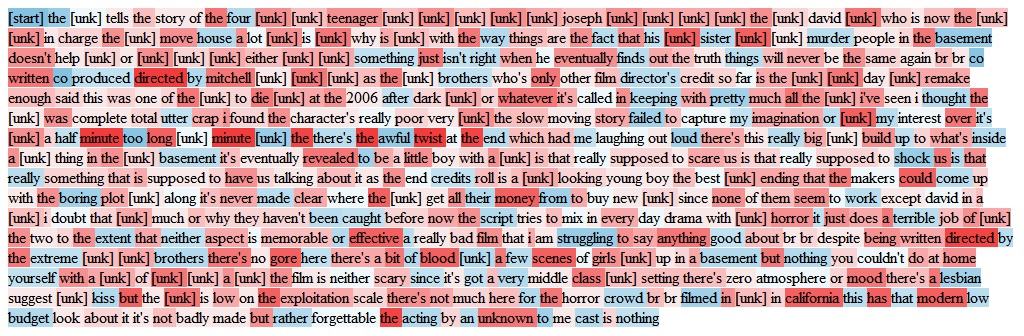 [start] the [unk] tells the story of the four [unk] [unk] teenager [unk] [unk] [unk] [unk] [unk] joseph [unk] [unk] [unk] [unk] the [unk] david [unk] who is now the [unk]
[unk] in charge the [unk] move house a lot [unk] is [unk] why is [unk] with the way things are the fact that his [unk] sister [unk] [unk] murder people in the basement
doesn't help [unk] or [unk] [unk] [unk] either [unk] [unk] something just isn't right when he eventually finds out the truth things will never be the same again br br co
written co produced directed by mitchell [unk] [unk] [unk] as the [unk] brothers who's only other film director's credit so far is the [unk] [unk] day [unk] remake
enough said this was one of the [unk] to die [unk] at the 2006 after dark [unk] or whatever it's called in keeping with pretty much all the [unk] i've seen i thought the
[unk] was complete total utter crap i found the character's really poor very [unk] the slow moving story failed to capture my imagination or [unk] my interest over it's
[unk] a half minute too long [unk] minute [unk] the there's the awful twist at the end which had me laughing out loud there's this really big [unk] build up to what's inside
a [unk] thing in the [unk] basement it's eventually revealed to be a little boy with a [unk] is that really supposed to scare us is that really supposed to shock us is that
really something that is supposed to have us talking about it as the end credits roll is a [unk] looking young boy the best [unk] ending that the makers could come up
with the boring plot [unk] along it's never made clear where the [unk] get all their money from to buy new [unk] since none of them seem to work except david in a
[unk] i doubt that [unk] much or why they haven't been caught before now the script tries to mix in every day drama with [unk] horror it just does a terrible job of [unk]
the two to the extent that neither aspect is memorable or effective a really bad film that i am struggling to say anything good about br br despite being written directed by
the extreme [unk] [unk] brothers there's no gore here there's a bit of blood [unk] a few scenes of girls [unk] up in a basement but nothing you couldn't do at home
yourself with a [unk] of [unk] [unk] a [unk] the film is neither scary since it's got a very middle class [unk] setting there's zero atmosphere or mood there's a lesbian
suggest [unk] kiss but the [unk] is low on the exploitation scale there's not much here for the horror crowd br br filmed in [unk] in california this has that modern low
budget look about it it's not badly made but rather forgettable the acting by an unknown to me cast is nothing